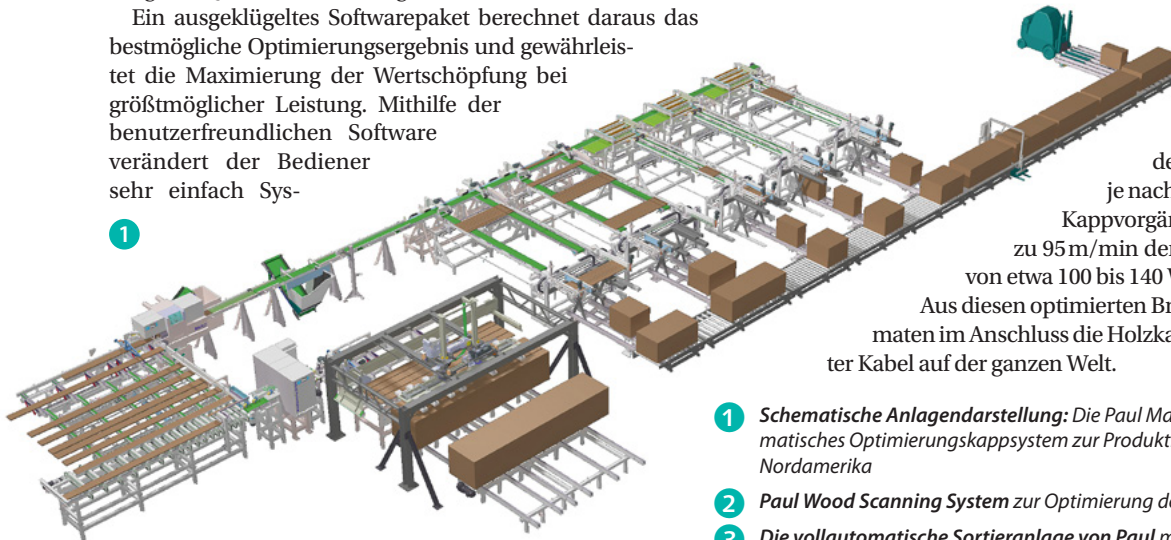 Ein ausgeklügeltes Softwarepaket berechnet daraus das
bestmögliche Optimierungsergebnis und gewährleis-
tet die Maximierung der Wertschöpfung bei
größtmöglicher Leistung. Mithilfe der
benutzerfreundlichen Software
verändert der Bediener
sehr einfach Sys-
1
je nach
Kappvorgän
zu 95 m/min der
von etwa 100 bis 140
Aus diesen optimierten Br
maten im Anschluss die Holzka
ter Kabel auf der ganzen Welt.
1 Schematische Anlagendarstellung: Die Paul Ma
matisches Optimierungskappsystem zur Produkt
Nordamerika
2 Paul Wood Scanning System zur Optimierung de
3 Die vollautomatische Sortieranlage von Paul m